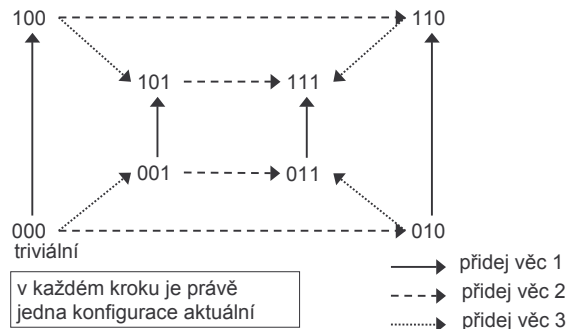 100 110
101 111
001 011
000 010
triviální
v každém kroku je právě
jedna konfigurace aktuální
přidej věc 1
přidej věc 2
přidej věc 3